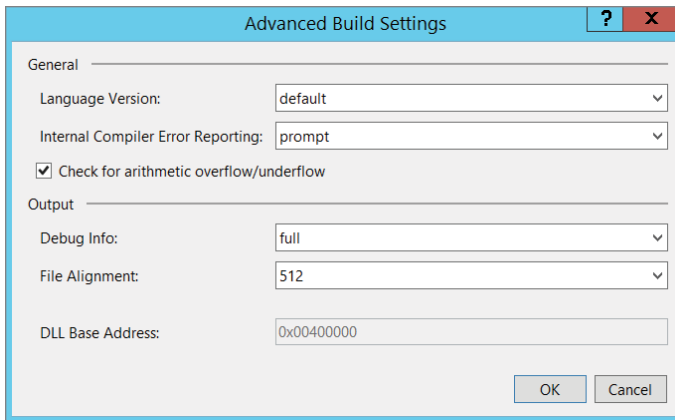 Advanced Build Settings
?
X
General
Language Version: default
Internal Compiler Error Reporting: prompt
Check for arithmetic overflow/underflow
Output
Debug Info: full
File Alignment: 512
DLL Base Address: 0x00400000
OK Cancel